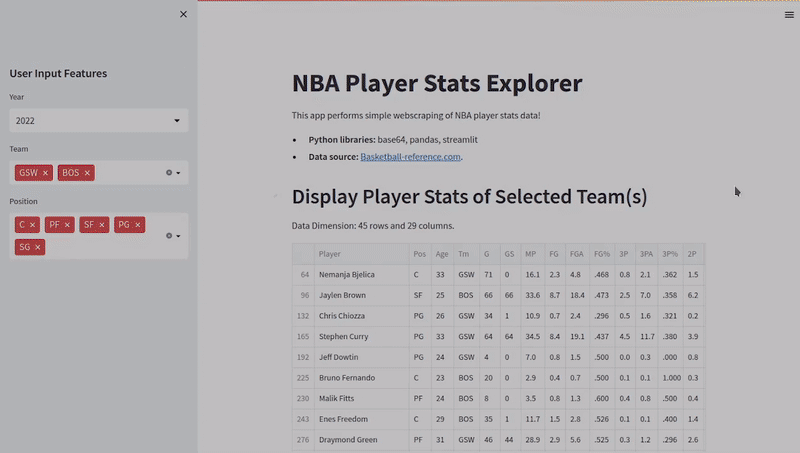 ×
User Input Features
Year
2022
Team
GSW × BOS ×
Position
C × PF × SF × PG ×
SG ×
NBA Player Stats Explorer
This app performs simple webscraping of NBA player stats data!
• Python libraries: base64, pandas, streamlit
• Data source: Basketball-reference.com.
Display Player Stats of Selected Team(s)
Data Dimension: 45 rows and 29 columns.
Player Pos Age Tm G GS MP FG FGA FG% 3P 3PA 3P% 2P
64 Nemanja Bjelica C 33 GSW 71 0 16.1 2.3 4.8 .468 0.8 2.1 .362 1.5
96 Jaylen Brown SF 25 BOS 66 66 33.6 8.7 18.4 .473 2.5 7.0 .358 6.2
132 Chris Chiozza PG 26 GSW 34 1 10.9 0.7 2.4 .296 0.5 1.6 .321 0.2
165 Stephen Curry PG 33 GSW 64 64 34.5 8.4 19.1 .437 4.5 11.7 .380 3.9
192 Jeff Dowtin PG 24 GSW 4 0 7.0 0.8 1.5 .500 0.0 0.3 .000 0.8
225 Bruno Fernando C 23 BOS 20 0 2.9 0.4 0.7 .500 0.1 0.1 1.000 0.3
230 Malik Fitts PF 24 BOS 8 0 3.5 0.8 1.3 .600 0.4 0.8 .500 0.4
243 Enes Freedom C 29 BOS 35 1 11.7 1.5 2.8 .526 0.1 0.1 .400 1.4
276 Draymond Green PF 31 GSW 46 44 28.9 2.9 5.6 .525 0.3 1.2 .296 2.6